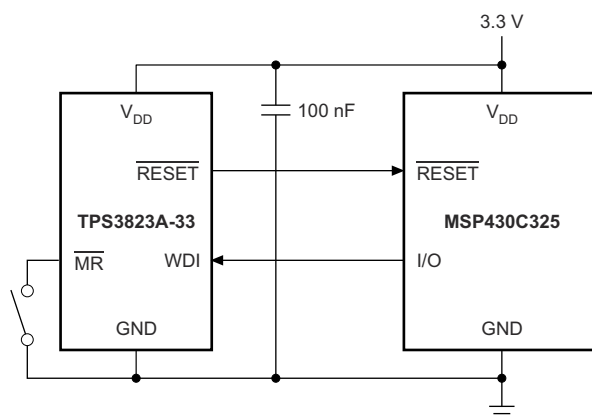 3.3 V
V_DD
100 nF
V_DD
RESET
RESET
TPS3823A-33
MSP430C325
MR
WDI
I/O
GND
GND